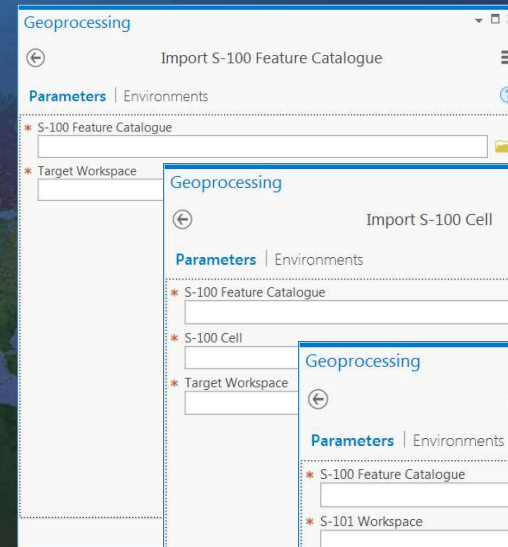 Geoprocessing
Import S-100 Feature Catalogue
Parameters | Environments
* S-100 Feature Catalogue
* Target Workspace
Geoprocessing
Import S-100 Cell
Parameters | Environments
* S-100 Feature Catalogue
* S-100 Cell
* Target Workspace
Geoprocessing
Parameters | Environments
* S-100 Feature Catalogue
* S-101 Workspace